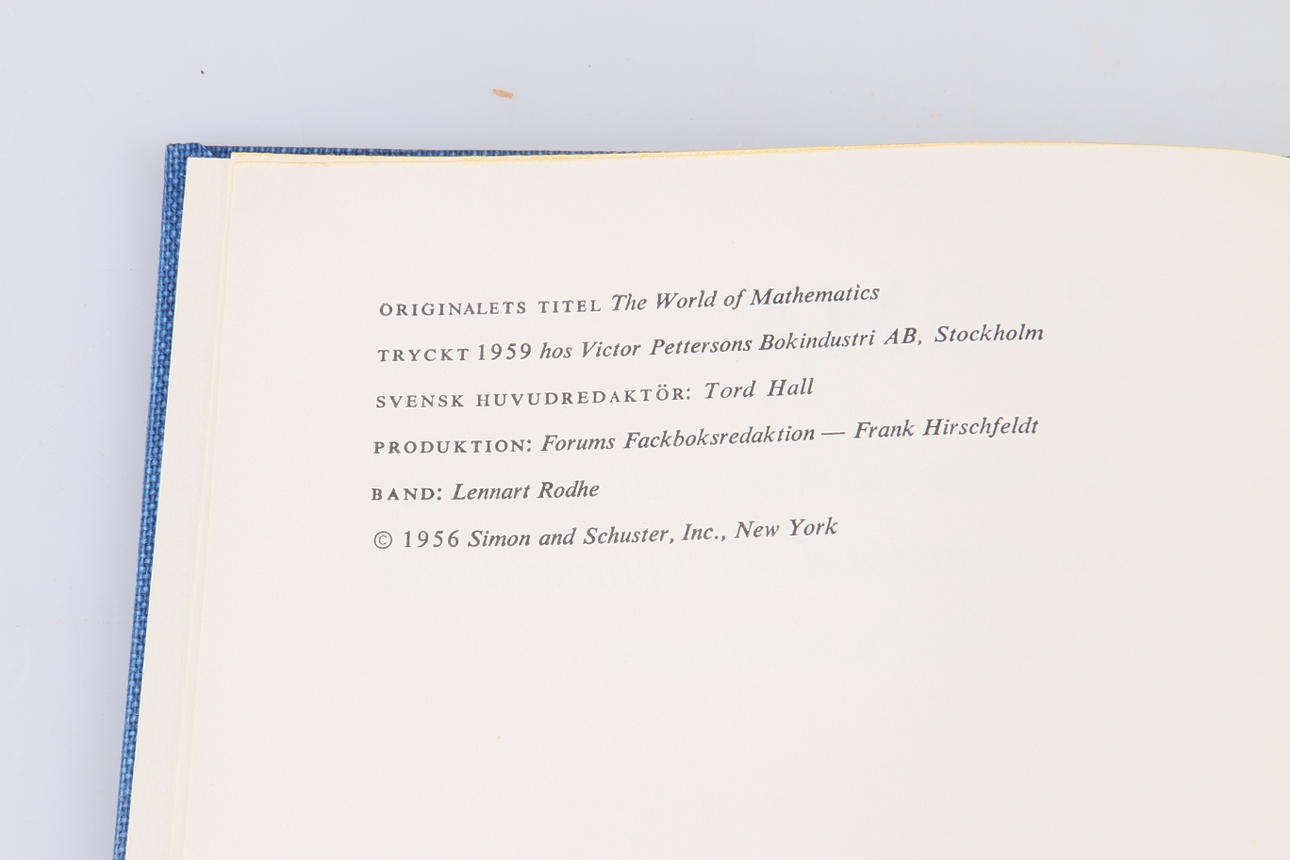 ORIGINALETS TITEL The World of Mathematics
TRYCKT 1959 hos Victor Pettersons Bokindustri AB, Stockholm
SVENSK HUVUDREDAKTÖR: Tord Hall
PRODUKTION: Forums Fackboksredaktion — Frank Hirschfeldt
BAND: Lennart Rodhe
© 1956 Simon and Schuster, Inc., New York